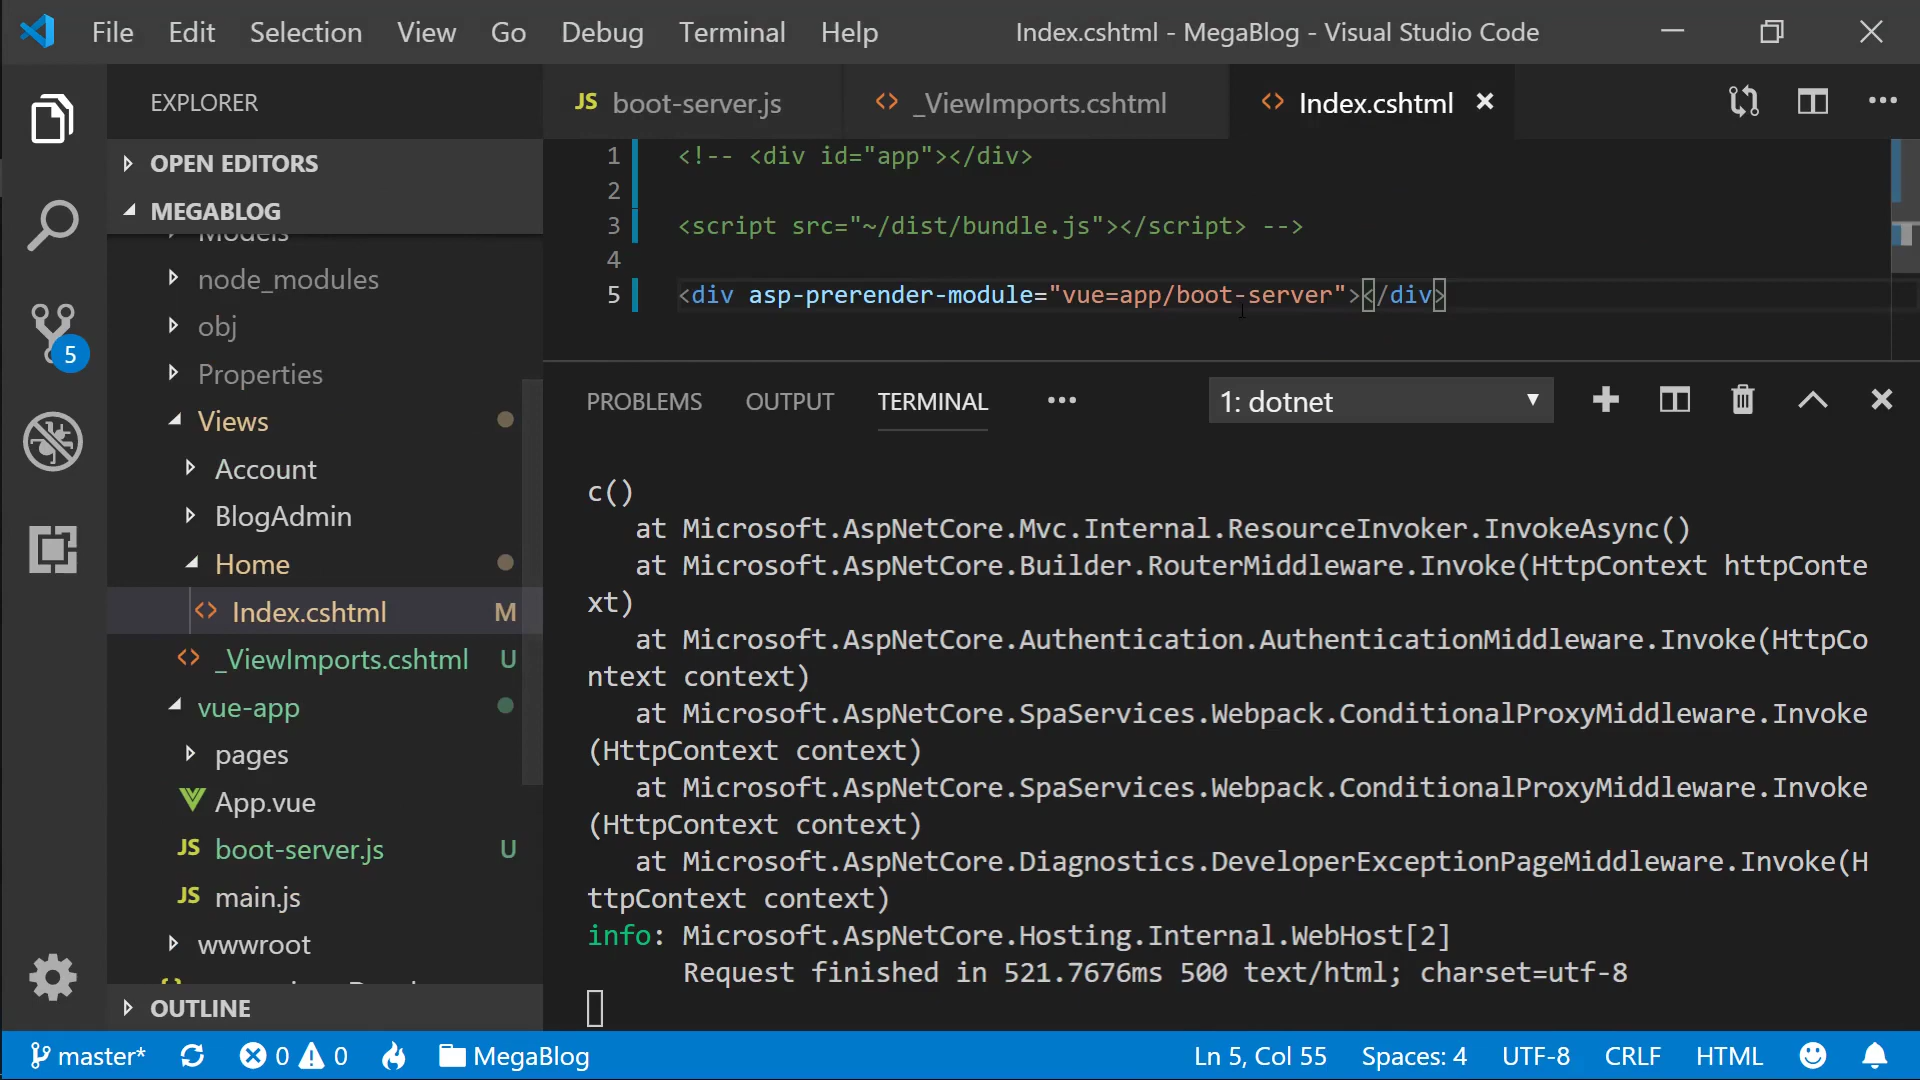 File Edit Selection View Go Debug Terminal Help Index.cshtml - MegaBlog - Visual Studio Code
EXPLORER
JS boot-server.js <> _ViewImports.cshtml <> Index.cshtml
OPEN EDITORS
MEGABLOG
Models
node_modules
obj
Properties
Views
Account
BlogAdmin
Home
<> Index.cshtml M
<> _ViewImports.cshtml U
vue-app
pages
App.vue
JS boot-server.js U
JS main.js
wwwroot
OUTLINE
5
1 <!-- <div id="app"></div>
2
3 <script src="~/dist/bundle.js"></script> -->
4
5 <div asp-prerender-module="vue=app/boot-server"></div>
PROBLEMS OUTPUT TERMINAL ••• 1: dotnet
c()
at Microsoft.AspNetCore.Mvc.Internal.ResourceInvoker.InvokeAsync()
at Microsoft.AspNetCore.Builder.RouterMiddleware.Invoke(HttpContext httpConte
xt)
at Microsoft.AspNetCore.Authentication.AuthenticationMiddleware.Invoke(HttpCo
ntext context)
at Microsoft.AspNetCore.SpaServices.Webpack.ConditionalProxyMiddleware.Invoke
(HttpContext context)
at Microsoft.AspNetCore.SpaServices.Webpack.ConditionalProxyMiddleware.Invoke
(HttpContext context)
at Microsoft.AspNetCore.Diagnostics.DeveloperExceptionPageMiddleware.Invoke(H
ttpContext context)
info: Microsoft.AspNetCore.Hosting.Internal.WebHost[2]
Request finished in 521.7676ms 500 text/html; charset=utf-8
master* 0 0 MegaBlog Ln 5, Col 55 Spaces: 4 UTF-8 CRLF HTML